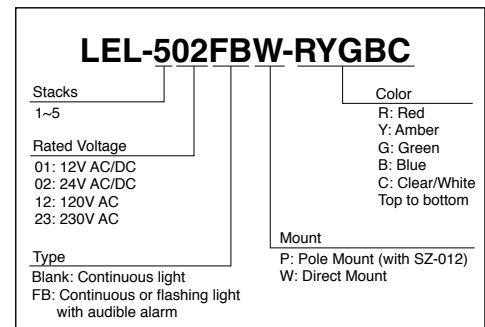 LEL-502FBW-RYGBC
Stacks
1~5
Rated Voltage
01: 12V AC/DC
02: 24V AC/DC
12: 120V AC
23: 230V AC
Type
Blank: Continuous light
FB: Continuous or flashing light
with audible alarm
Color
R: Red
Y: Amber
G: Green
B: Blue
C: Clear/White
Top to bottom
Mount
P: Pole Mount (with SZ-012)
W: Direct Mount